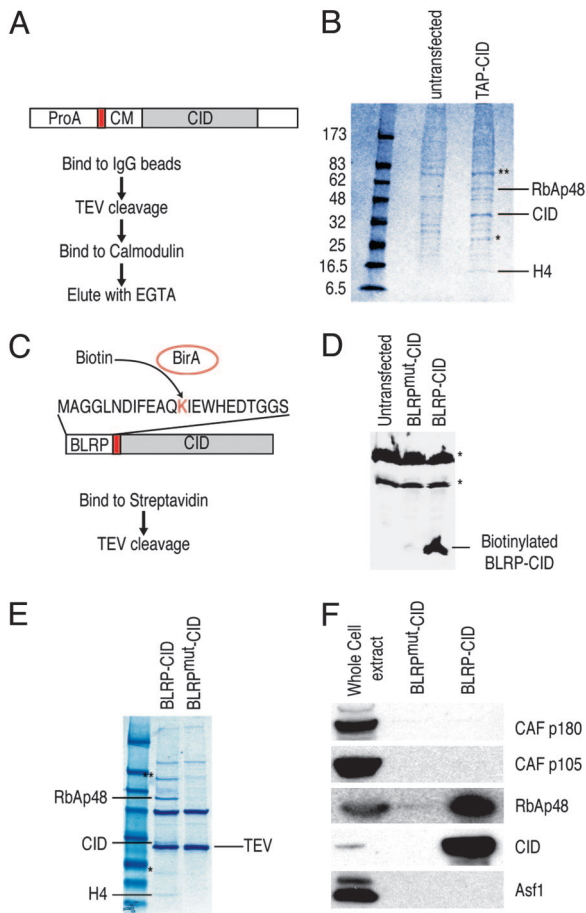 A
ProA CM CID
Bind to IgG beads
TEV cleavage
Bind to Calmodulin
Elute with EGTA
B
untransfected
TAP-CID
173
83
62
48
32
25
16.5
6.5
**
RbAp48
CID
*
H4
C
Biotin
BirA
MAGGLNDIFEAQKIEWHEDTGGS
BLRP CID
Bind to Streptavidin
TEV cleavage
D
Untransfected
BLRPmut-CID
BLRP-CID
*
*
Biotinylated
BLRP-CID
E
BLRP-CID
BLRPmut-CID
**
RbAp48
CID
TEV
*
H4
F
Whole Cell
extract
BLRPmut-CID
BLRP-CID
CAF p180
CAF p105
RbAp48
CID
Asf1